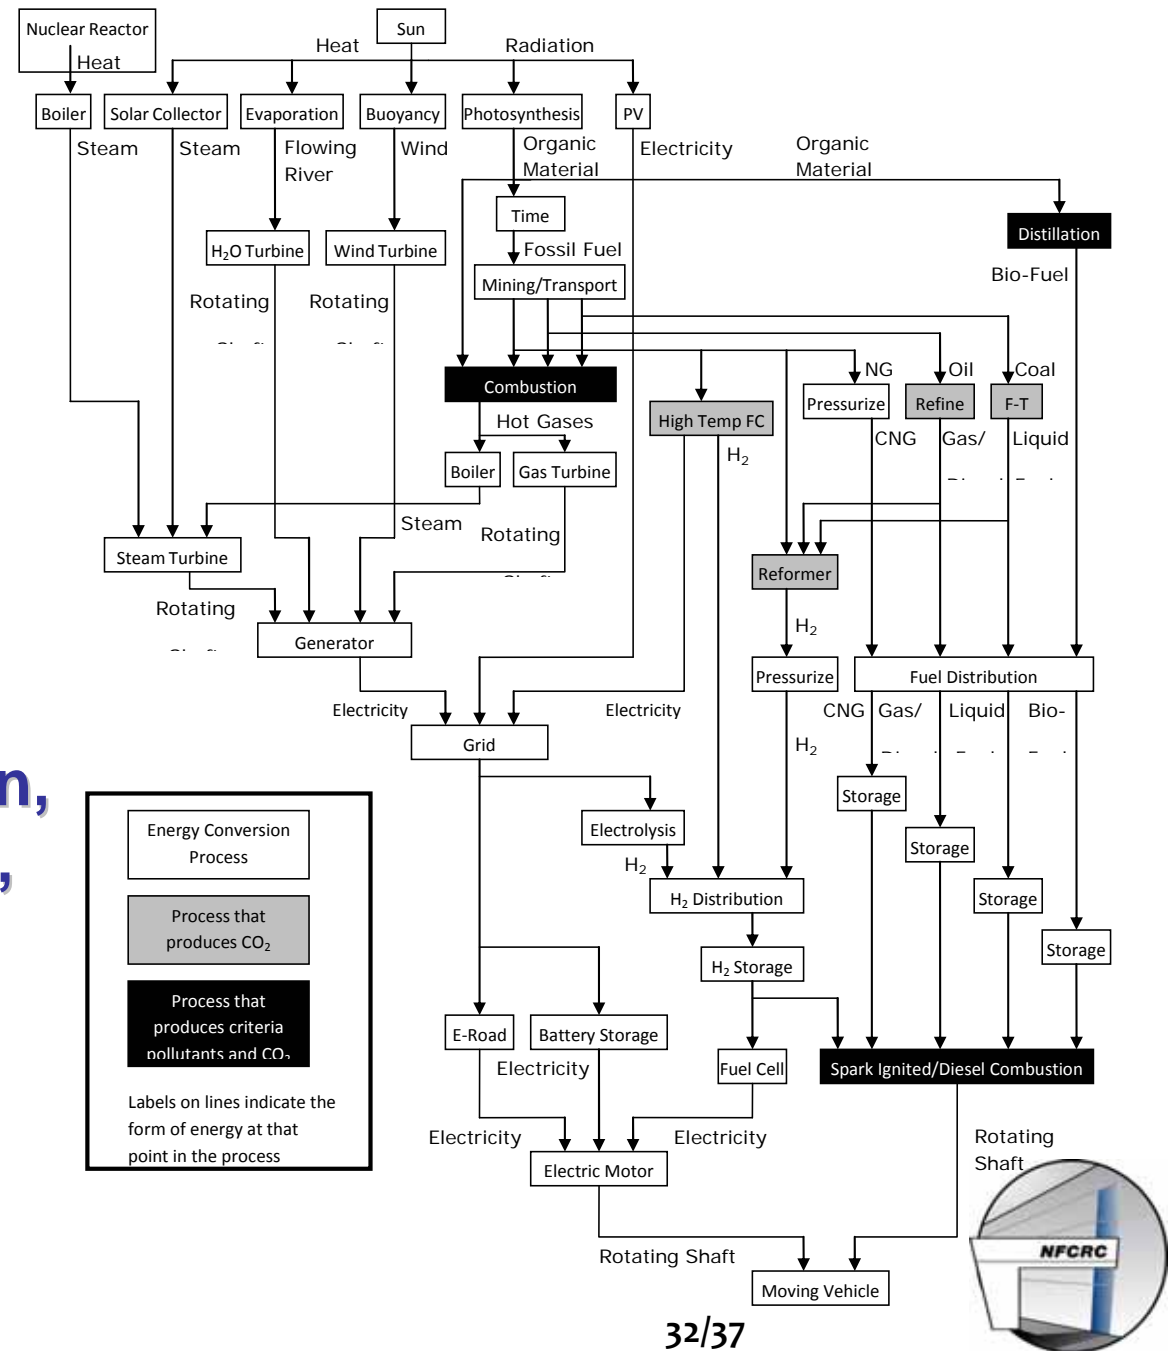 Nuclear Reactor
Sun
Heat
Radiation
Heat
Boiler
Solar Collector
Evaporation
Buoyancy
Photosynthesis
PV
Steam
Steam
Flowing
River
Wind
Organic
Material
Electricity
Organic
Material
Time
Distillation
H₂O Turbine
Wind Turbine
Fossil Fuel
Bio-Fuel
Mining/Transport
Rotating
Rotating
NG
Oil
Coal
Combustion
Pressurize
Refine
F-T
High Temp FC
Hot Gases
CNG
Gas/
Liquid
H₂
Boiler
Gas Turbine
Steam
Rotating
Steam Turbine
Reformer
Rotating
H₂
Generator
Pressurize
Fuel Distribution
Electricity
Electricity
CNG
Gas/
Liquid
Bio-
Grid
H₂
n,
Storage
Energy Conversion
Process
Electrolysis
Storage
,
H₂
H₂ Distribution
Storage
Process that
produces CO₂
Storage
H₂ Storage
Process that
produces criteria
pollutants and CO₂
E-Road
Battery Storage
Electricity
Fuel Cell
Spark Ignited/Diesel Combustion
Labels on lines indicate the
form of energy at that
point in the process
Electricity
Electricity
Rotating
Shaft
Electric Motor
NFCRC
Rotating Shaft
Moving Vehicle
32/37